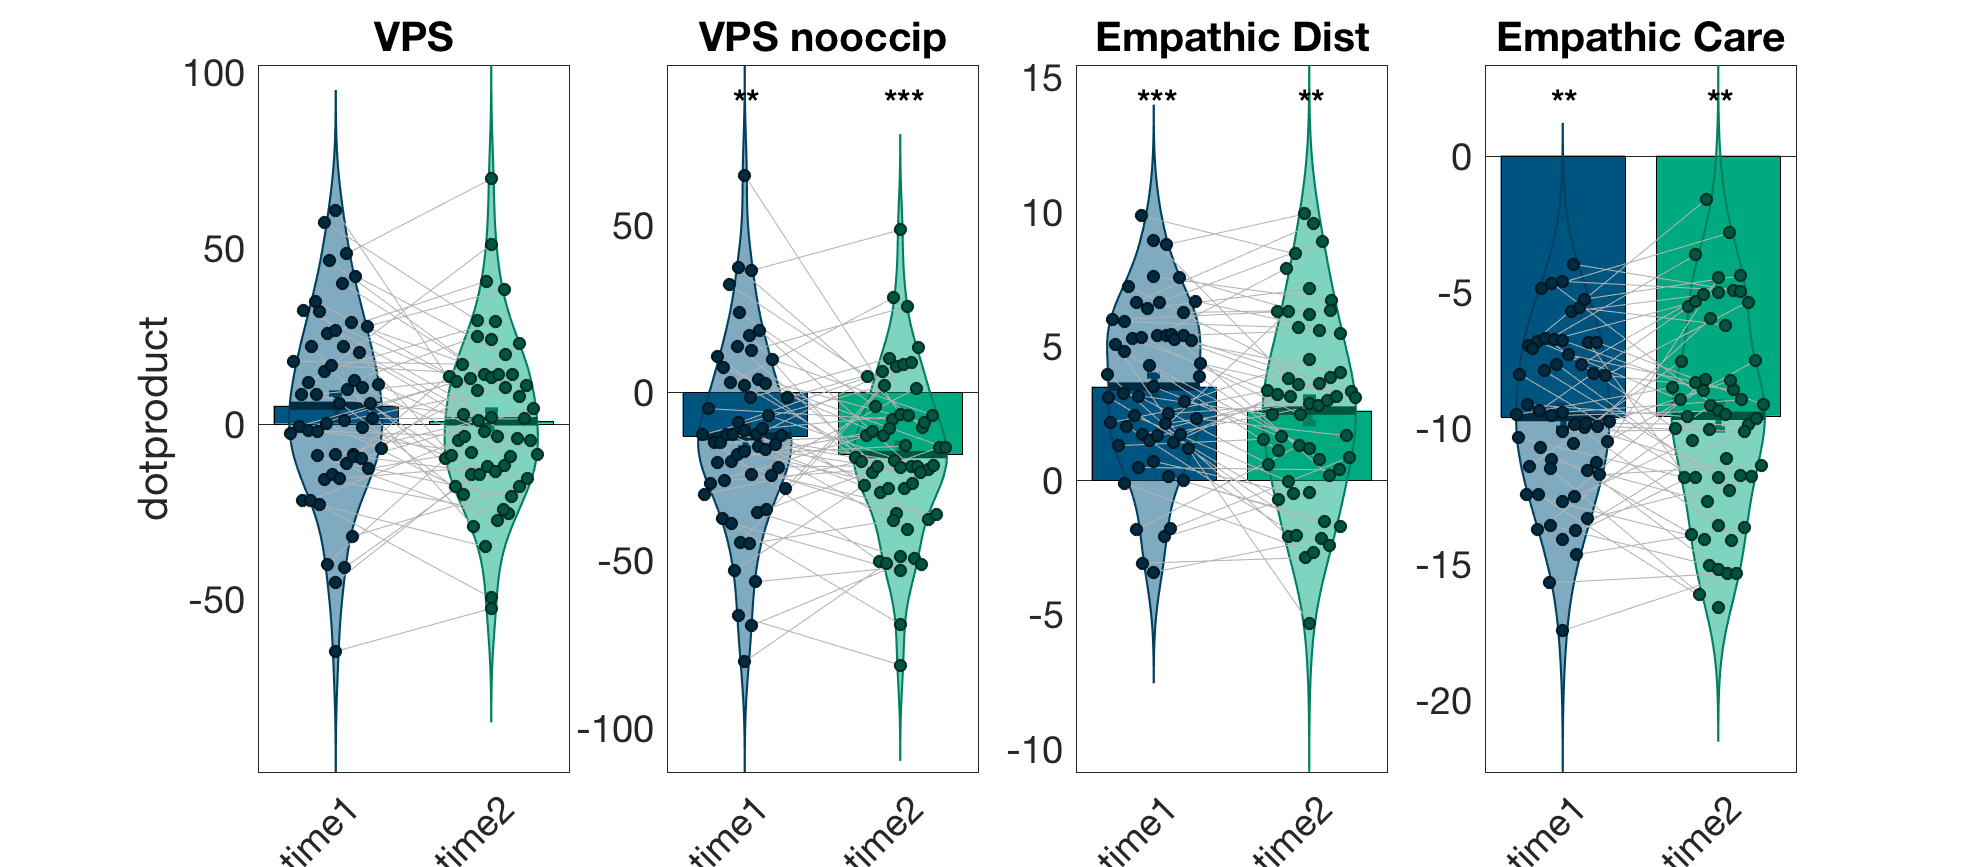 VPS
VPS nooccip
Empathic Dist
Empathic Care
dotproduct
100
50
0
-50
time1
time2
** ***
50
0
-50
-100
time1
time2
*** **
15
10
5
0
-5
-10
time1
time2
** **
0
-5
-10
-15
-20
time1
time2